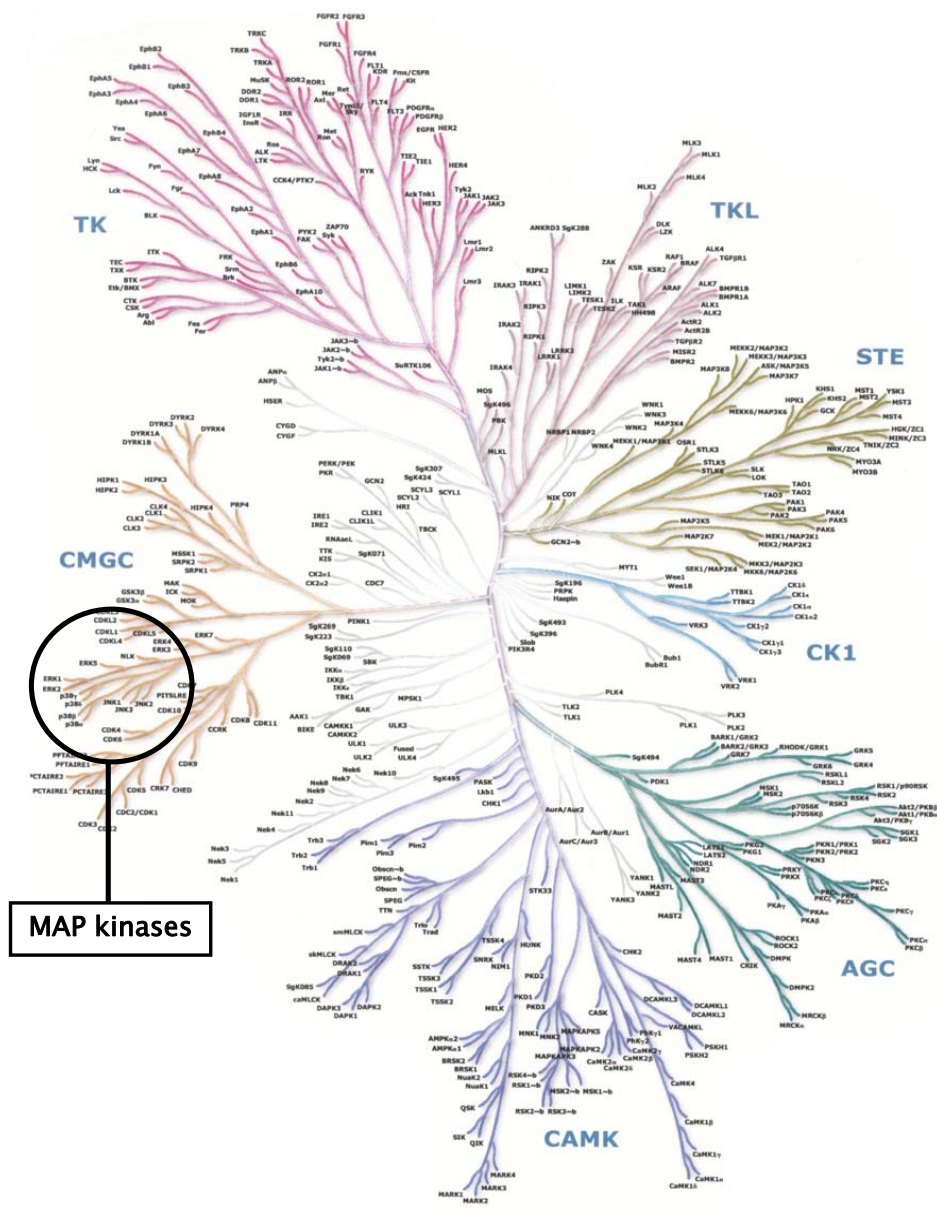 FGFR2 FGFR3
TRKC
FGFR1
TRKB
FGFR4
EphB2
TRKA
FLT1
EphB1
KDR
Fms/CSFR
MuSK
ROR2 ROR1
Kit
EphA5
EphB3
DDR2
Mer
Ret
EphA3
DDR1
Axl
Tyro3/
Sky
FLT4
PDGFRα
EphA4
FLT3
PDGFRβ
EphA6
IGF1R
IRR
InsR
EGFR
HER2
Yes
EphB4
Met
Src
Ron
MLK3
Ros
MLK1
EphA7
ALK
TIE2
Lyn
LTK
TIE1
HCK
Fyn
RYK
HER4
MLK4
EphA8
CCK4/PTK7
MLK2
Lck
Fgr
Ack
Tnk1
Tyk2
JAK1
JAK2
HER3
JAK3
TKL
BLK
EphA2
TK
DLK
EphA1
PYK2
ZAP70
LZK
FAK
Syk
ANKRD3
SgK288
ITK
Lmr1
Lmr2
ALK4
FRK
RAF1
TGFβR1
TEC
Srm
EphB6
ZAK
KSR
BRAF
TXK
Brk
RIPK2
KSR2
BTK
Lmr3
IRAK3
IRAK1
LIMK1
ARAF
ALK7
Etk/BMX
EphA10
LIMK2
BMPR1B
TESK1
ILK
BMPR1A
CTK
RIPK3
TESK2
TAK1
ALK1
CSK
HH498
ALK2
Arg
Fes
IRAK2
ActR2
Abl
Fer
RIPK1
ActR2B
JAK3~b
LRRK2
TGFβR2
JAK2~b
LRRK1
MISR2
MEKK2/MAP3K2
Tyk2~b
BMPR2
MEKK3/MAP3K3
STE
JAK1~b
SuRTK106
IRAK4
MAP3K8
ASK/MAP3K5
MAP3K7
ANPα
ANPβ
MOS
KHS1
MST1
YSK1
HSER
SgK496
WNK1
HPK1
KHS2
MST2
MST3
PBK
WNK3
MEKK6/MAP3K6
GCK
DYRK2
WNK2
MAP3K4
MST4
DYRK3
CYGD
NRBP1
NRBP2
HGK/ZC1
DYRK1A
DYRK4
CYGF
WNK4
MEKK1/MAP3K1
OSR1
MINK/ZC3
DYRK1B
MLKL
STLK3
TNIK/ZC2
NRK/ZC4
PERK/PEK
SgK307
STLK5
SLK
MYO3A
PKR
SgK424
STLK6
LOK
MYO3B
HIPK1
HIPK3
GCN2
SCYL3
SCYL1
TAO1
HIPK2
SCYL2
NIK
COT
TAO2
CLK4
HIPK4
PRP4
HRI
TAO3
PAK1
CLK1
CLIK1
PAK3
CLK2
IRE1
CLIK1L
PAK2
PAK4
CLK3
IRE2
TBCK
MAP2K5
PAK5
RNAseL
MAP2K7
PAK6
MEK1/MAP2K1
MSSK1
TTK
SgK071
GCN2~b
MEK2/MAP2K2
CMGC
SRPK2
KIS
SRPK1
MYT1
SEK1/MAP2K4
MKK3/MAP2K3
CK2α1
MKK6/MAP2K6
MAK
CK2α2
CDC7
SgK196
Wee1
GSK3β
ICK
PRPK
Wee1B
TTBK1
CK1δ
GSK3α
MOK
Haspin
TTBK2
CK1ε
CK1α
CDKL2
PINK1
SgK269
SgK493
VRK3
CK1α2
CDKL1
CDKL5
ERK7
SgK223
SgK396
CK1γ2
CDKL4
ERK4
Slob
CK1γ1
ERK3
SgK110
PIK3R4
CK1γ3
NLK
SgK069
SBK
Bub1
CK1
ERK5
BubR1
ERK1
IKKα
VRK1
ERK2
IKKβ
VRK2
p38γ
IKKε
PLK4
p38δ
JNK1
JNK2
PITSLRE
TBK1
MPSK1
JNK3
TLK2
p38β
CDK10
GAK
TLK1
PLK3
p38α
CDK8
CDK11
AAK1
CAMKK1
ULK3
PLK1
PLK2
CDK4
CCRK
BIKE
CAMKK2
BARK1/GRK2
CDK6
ULK1
Fused
BARK2/GRK3
RHODK/GRK1
GRK5
ULK2
ULK4
SgK494
GRK7
PFTAIRE1
CDK9
Nek6
GRK6
GRK4
Nek8
Nek7
Nek10
SgK495
RSKL1
PCTAIRE2
CDK5
CRK7
CHED
Nek9
PASK
PDK1
RSKL2
PCTAIRE1
Nek2
Lkb1
MSK1
RSK1/p90RSK
CHK1
MSK2
RSK4
RSK2
CDC2/CDK1
Nek11
AurA/Aur2
p70S6K
RSK3
Akt2/PKBβ
p70S6Kβ
Akt1/PKBα
CDK3
Akt3/PKBγ
Nek4
AurB/Aur1
SGK1
Nek3
Trb3
Pim1
Pim2
AurC/Aur3
SGK2
SGK3
Nek5
Trb2
Pim3
LATS1
PKG2
PKN1/PRK1
LATS2
PKG1
PKN2/PRK2
Nek1
Trb1
NDR1
PKN3
Obscn~b
NDR2
PRKY
SPEG~b
YANK1
MAST3
PRKX
PKCη
Obscn
STK33
MASTL
PKCε
SPEG
YANK2
PKCθ
TTN
YANK3
MAST2
PKAγ
PKAα
PKCγ
PKAβ
MAP kinases
smMLCK
Trio
Trad
TSSK4
HUNK
ROCK1
PKCα
skMLCK
SNRK
CHK2
ROCK2
PKCβ
DRAK2
SSTK
NIM1
MAST4
MAST1
DMPK
DRAK1
TSSK3
PKD2
CRIK
AGC
SgK085
TSSK1
DMPK2
caMLCK
TSSK2
PKD1
DCAMKL3
DCAMKL1
DAPK3
DAPK2
MELK
PKD3
CASK
DCAMKL2
MRCKβ
DAPK1
MRCKα
MNK1
MAPKAPK5
VACAMKL
AMPKα2
MNK2
PhKγ1
AMPKα1
PhKγ2
PSKH1
MAPKAPK2
CaMK2γ
PSKH2
BRSK2
MAPKAPK3
CaMK2α
CaMK2β
BRSK1
CaMK2δ
NuaK2
RSK4~b
NuaK1
RSK1~b
CaMK4
MSK2~b
MSK1~b
QSK
RSK2~b
RSK3~b
CaMK1β
SIK
QIK
CAMK
CaMK1γ
MARK4
CaMK1α
MARK3
CaMK1δ
MARK1
MARK2